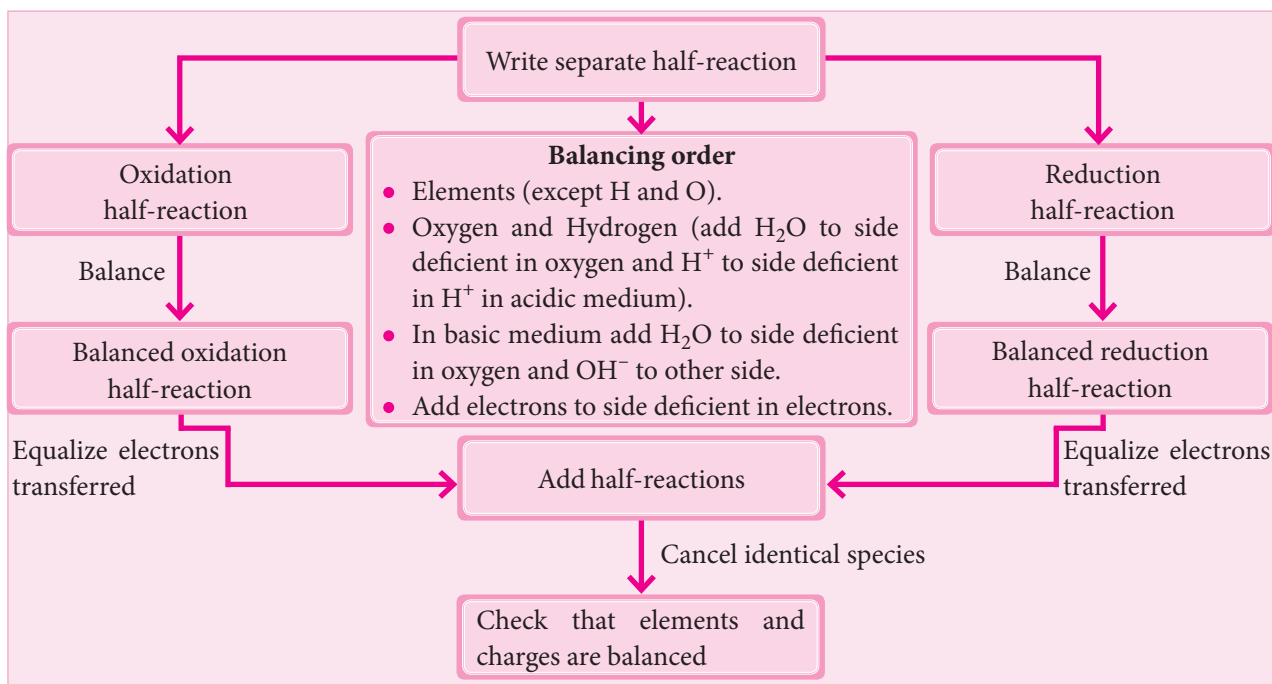 Write separate half-reaction
Oxidation
half-reaction
Balancing order
• Elements (except H and O).
• Oxygen and Hydrogen (add H₂O to side
deficient in oxygen and H⁺ to side deficient
in H⁺ in acidic medium).
• In basic medium add H₂O to side deficient
in oxygen and OH⁻ to other side.
• Add electrons to side deficient in electrons.
Reduction
half-reaction
Balance
Balance
Balanced oxidation
half-reaction
Balanced reduction
half-reaction
Equalize electrons
transferred
Add half-reactions
Equalize electrons
transferred
Cancel identical species
Check that elements and
charges are balanced